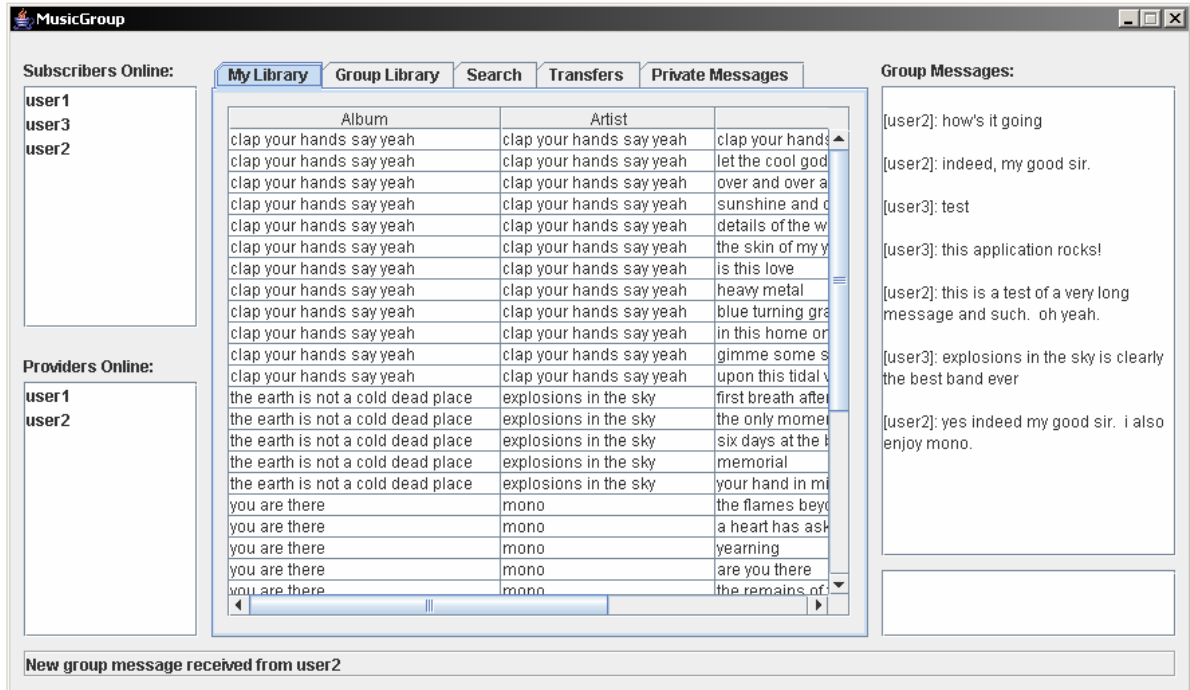 MusicGroup
Subscribers Online:
user1
user3
user2
Providers Online:
user1
user2
My Library Group Library Search Transfers Private Messages
Album Artist
clap your hands say yeah clap your hands say yeah clap your hands
clap your hands say yeah clap your hands say yeah let the cool god
clap your hands say yeah clap your hands say yeah over and over a
clap your hands say yeah clap your hands say yeah sunshine and
clap your hands say yeah clap your hands say yeah details of the w
clap your hands say yeah clap your hands say yeah the skin of my y
clap your hands say yeah clap your hands say yeah is this love
clap your hands say yeah clap your hands say yeah heavy metal
clap your hands say yeah clap your hands say yeah blue turning gra
clap your hands say yeah clap your hands say yeah in this home on
clap your hands say yeah clap your hands say yeah gimme some s
clap your hands say yeah clap your hands say yeah upon this tidal
the earth is not a cold dead place explosions in the sky first breath after
the earth is not a cold dead place explosions in the sky the only
the earth is not a cold dead place explosions in the sky six days at the
the earth is not a cold dead place explosions in the sky memorial
the earth is not a cold dead place explosions in the sky your hand in mi
you are there mono the flames
you are there mono a heart has ask
you are there mono yearning
you are there mono are you there
you are there mono the remains of
Group Messages:
[user2]: how's it going
[user2]: indeed, my good sir.
[user3]: test
[user3]: this application rocks!
[user2]: this is a test of a very long
message and such. oh yeah.
[user3]: explosions in the sky is clearly
the best band ever
[user2]: yes indeed my good sir. i also
enjoy mono.
New group message received from user2